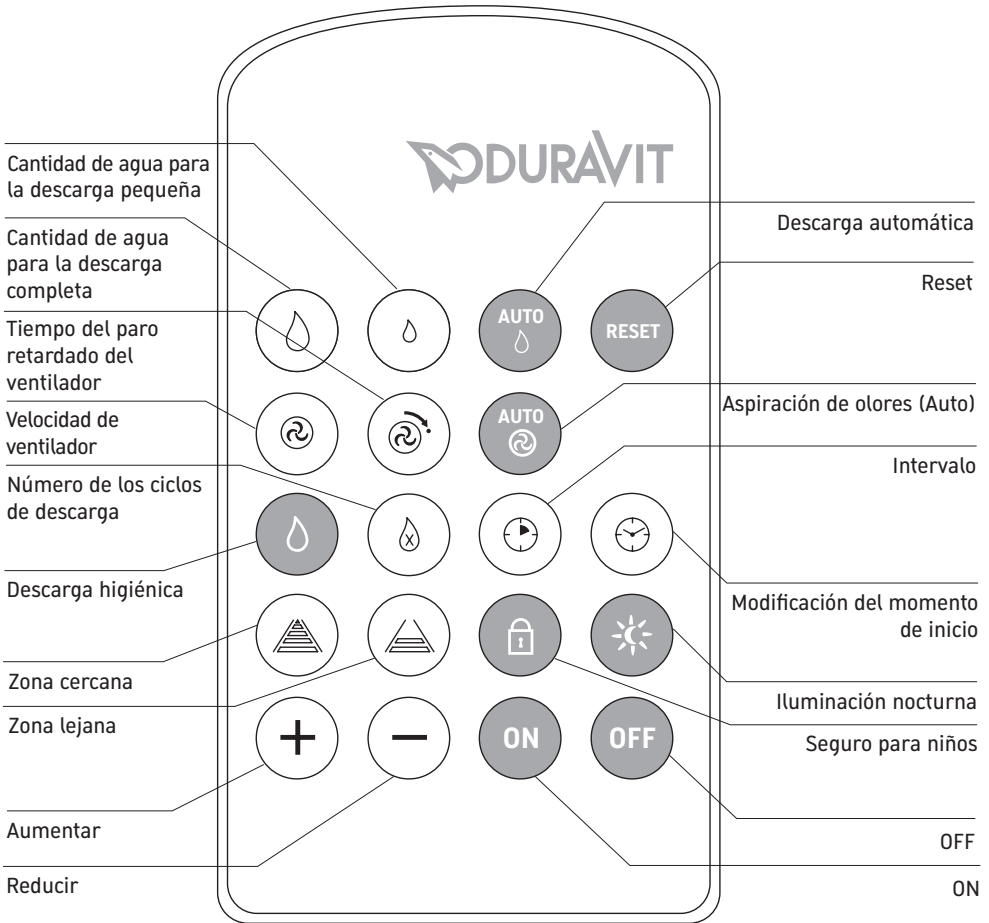 DURAVIT
Cantidad de agua para
la descarga pequeña
Cantidad de agua
para la descarga
completa
Tiempo del paro
retardado del
ventilador
Velocidad de
ventilador
Número de los ciclos
de descarga
Descarga higiénica
Zona cercana
Zona lejana
Aumentar
Reducir
AUTO
RESET
AUTO
X
ON
OFF
Descarga automática
Reset
Aspiración de olores (Auto)
Intervalo
Modificación del momento
de inicio
Iluminación nocturna
Seguro para niños
OFF
ON